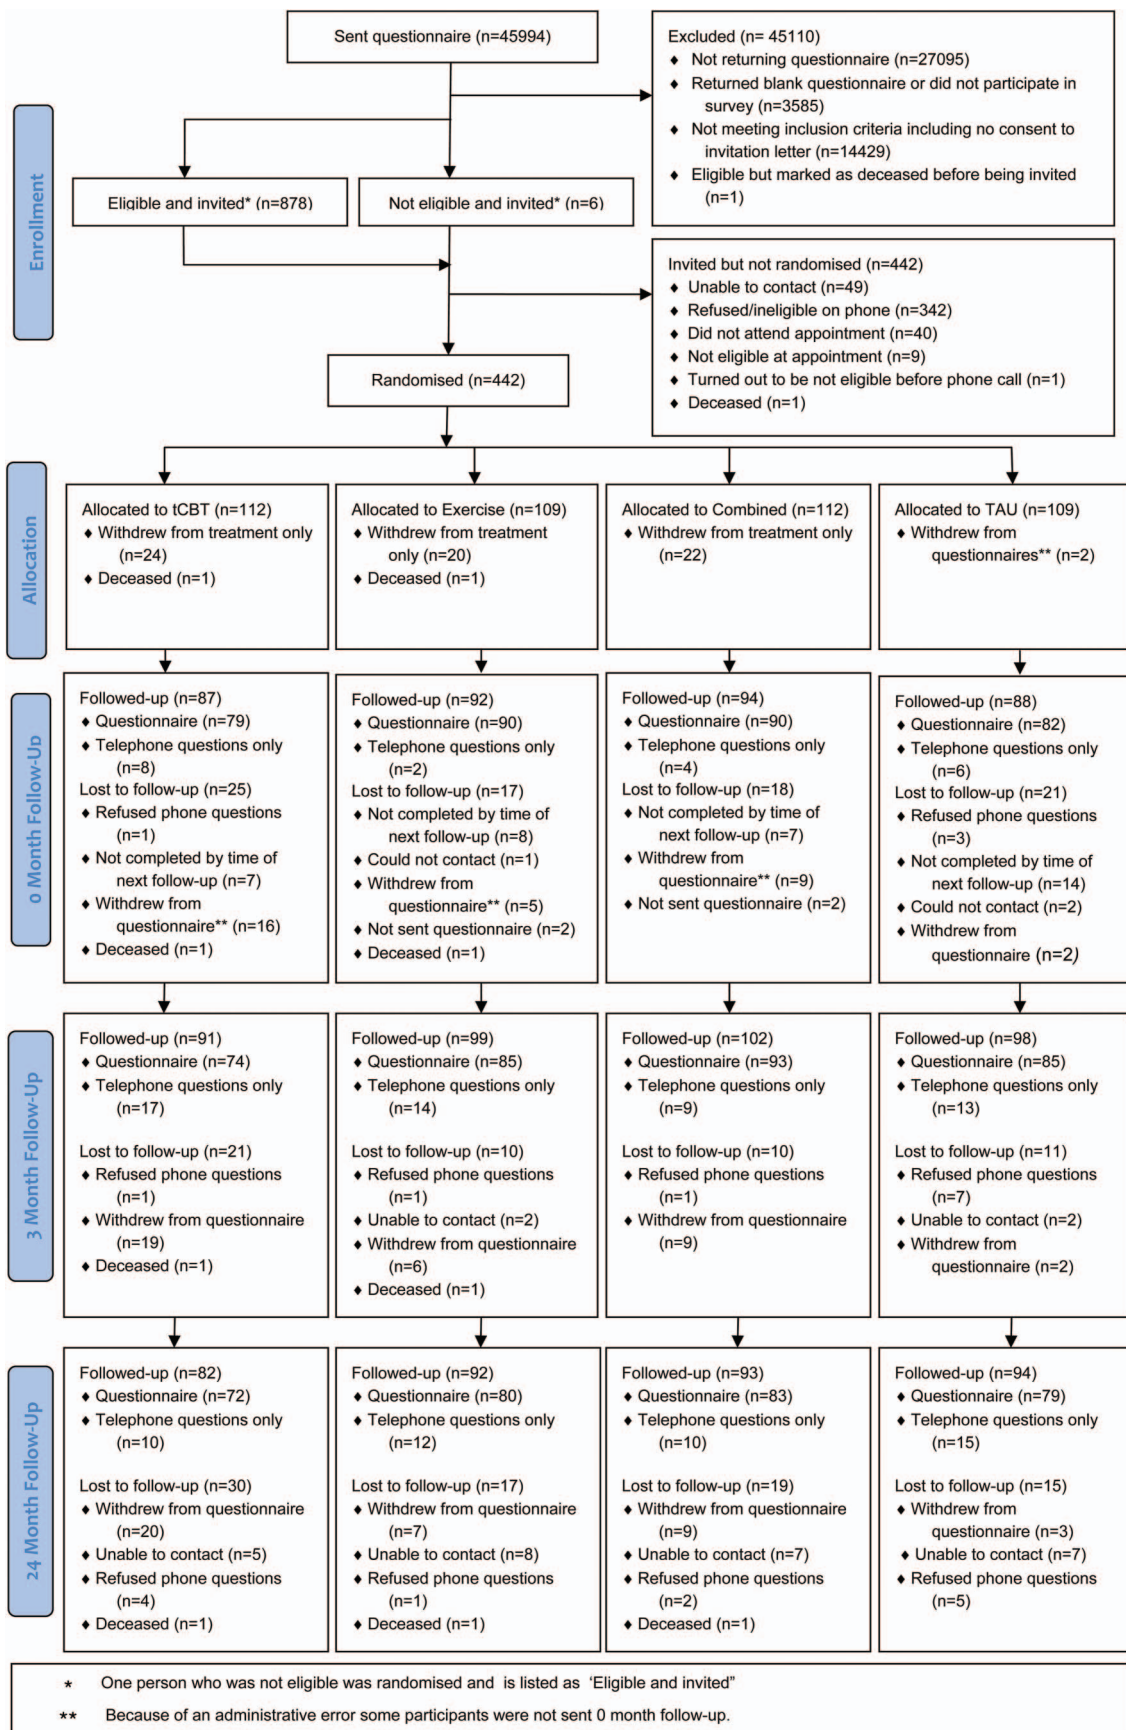 Sent questionnaire (n=45994)
Excluded (n= 45110)
♦ Not returning questionnaire (n=27095)
♦ Returned blank questionnaire or did not participate in
survey (n=3585)
♦ Not meeting inclusion criteria including no consent to
invitation letter (n=14429)
♦ Eligible but marked as deceased before being invited
(n=1)
Enrollment
Eligible and invited* (n=878)
Not eligible and invited* (n=6)
Invited but not randomised (n=442)
♦ Unable to contact (n=49)
♦ Refused/ineligible on phone (n=342)
♦ Did not attend appointment (n=40)
♦ Not eligible at appointment (n=9)
♦ Turned out to be not eligible before phone call (n=1)
♦ Deceased (n=1)
Randomised (n=442)
Allocation
Allocated to tCBT (n=112)
♦ Withdrew from treatment only
(n=24)
♦ Deceased (n=1)
Allocated to Exercise (n=109)
♦ Withdrew from treatment
only (n=20)
♦ Deceased (n=1)
Allocated to Combined (n=112)
♦ Withdrew from treatment only
(n=22)
Allocated to TAU (n=109)
♦ Withdrew from
questionnaires** (n=2)
0 Month Follow-Up
Followed-up (n=87)
♦ Questionnaire (n=79)
♦ Telephone questions only
(n=8)
Lost to follow-up (n=25)
♦ Refused phone questions
(n=1)
♦ Not completed by time of
next follow-up (n=7)
♦ Withdrew from
questionnaire** (n=16)
♦ Deceased (n=1)
Followed-up (n=92)
♦ Questionnaire (n=90)
♦ Telephone questions only
(n=2)
Lost to follow-up (n=17)
♦ Not completed by time of
next follow-up (n=8)
♦ Could not contact (n=1)
♦ Withdrew from
questionnaire** (n=5)
♦ Not sent questionnaire (n=2)
♦ Deceased (n=1)
Followed-up (n=94)
♦ Questionnaire (n=90)
♦ Telephone questions only
(n=4)
Lost to follow-up (n=18)
♦ Not completed by time of
next follow-up (n=7)
♦ Withdrew from
questionnaire** (n=9)
♦ Not sent questionnaire (n=2)
Followed-up (n=88)
♦ Questionnaire (n=82)
♦ Telephone questions only
(n=6)
Lost to follow-up (n=21)
♦ Refused phone questions
(n=3)
♦ Not completed by time of
next follow-up (n=14)
♦ Could not contact (n=2)
♦ Withdrew from
questionnaire (n=2)
3 Month Follow-Up
Followed-up (n=91)
♦ Questionnaire (n=74)
♦ Telephone questions only
(n=17)
Lost to follow-up (n=21)
♦ Refused phone questions
(n=1)
♦ Withdrew from questionnaire
(n=19)
♦ Deceased (n=1)
Followed-up (n=99)
♦ Questionnaire (n=85)
♦ Telephone questions only
(n=14)
Lost to follow-up (n=10)
♦ Refused phone questions
(n=1)
♦ Unable to contact (n=2)
♦ Withdrew from questionnaire
(n=6)
♦ Deceased (n=1)
Followed-up (n=102)
♦ Questionnaire (n=93)
♦ Telephone questions only
(n=9)
Lost to follow-up (n=10)
♦ Refused phone questions
(n=1)
♦ Withdrew from questionnaire
(n=9)
Followed-up (n=98)
♦ Questionnaire (n=85)
♦ Telephone questions only
(n=13)
Lost to follow-up (n=11)
♦ Refused phone questions
(n=7)
♦ Unable to contact (n=2)
♦ Withdrew from
questionnaire (n=2)
24 Month Follow-Up
Followed-up (n=82)
♦ Questionnaire (n=72)
♦ Telephone questions only
(n=10)
Lost to follow-up (n=30)
♦ Withdrew from questionnaire
(n=20)
♦ Unable to contact (n=5)
♦ Refused phone questions
(n=4)
♦ Deceased (n=1)
Followed-up (n=92)
♦ Questionnaire (n=80)
♦ Telephone questions only
(n=12)
Lost to follow-up (n=17)
♦ Withdrew from questionnaire
(n=7)
♦ Unable to contact (n=8)
♦ Refused phone questions
(n=1)
♦ Deceased (n=1)
Followed-up (n=93)
♦ Questionnaire (n=83)
♦ Telephone questions only
(n=10)
Lost to follow-up (n=19)
♦ Withdrew from questionnaire
(n=9)
♦ Unable to contact (n=7)
♦ Refused phone questions
(n=2)
♦ Deceased (n=1)
Followed-up (n=94)
♦ Questionnaire (n=79)
♦ Telephone questions only
(n=15)
Lost to follow-up (n=15)
♦ Withdrew from
questionnaire (n=3)
♦ Unable to contact (n=7)
♦ Refused phone questions
(n=5)
* One person who was not eligible was randomised and is listed as ‘Eligible and invited”
** Because of an administrative error some participants were not sent 0 month follow-up.